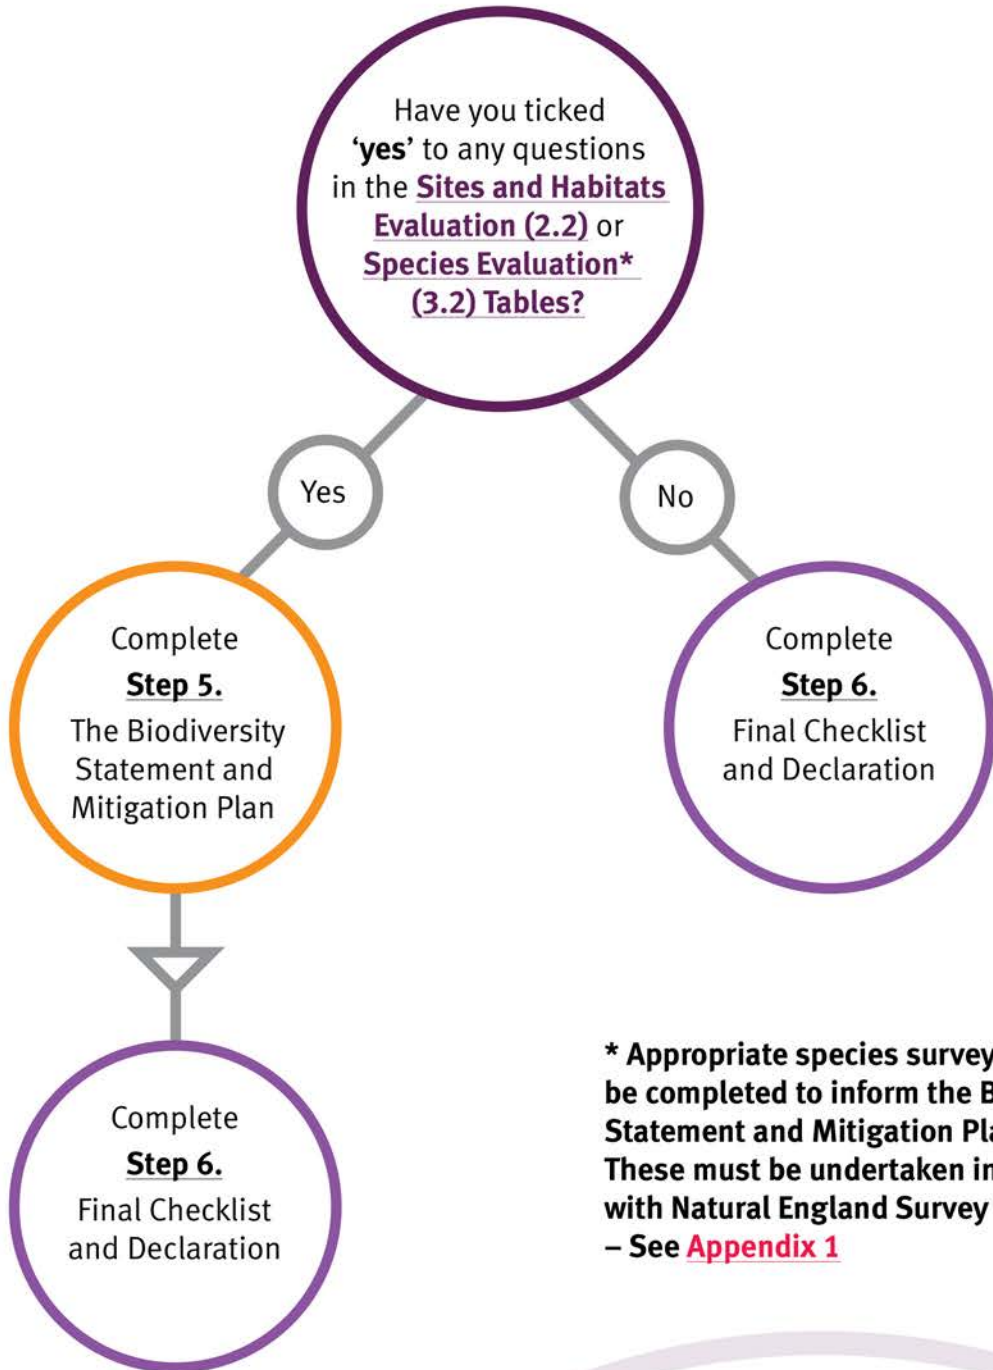 Have you ticked
‘yes’ to any questions
in the Sites and Habitats
Evaluation (2.2) or
Species Evaluation*
(3.2) Tables?
Yes
No
Complete
Step 5.
The Biodiversity
Statement and
Mitigation Plan
Complete
Step 6.
Final Checklist
and Declaration
Complete
Step 6.
Final Checklist
and Declaration
* Appropriate species survey
be completed to inform the
Statement and Mitigation
These must be undertaken in
with Natural England Survey
– See Appendix 1